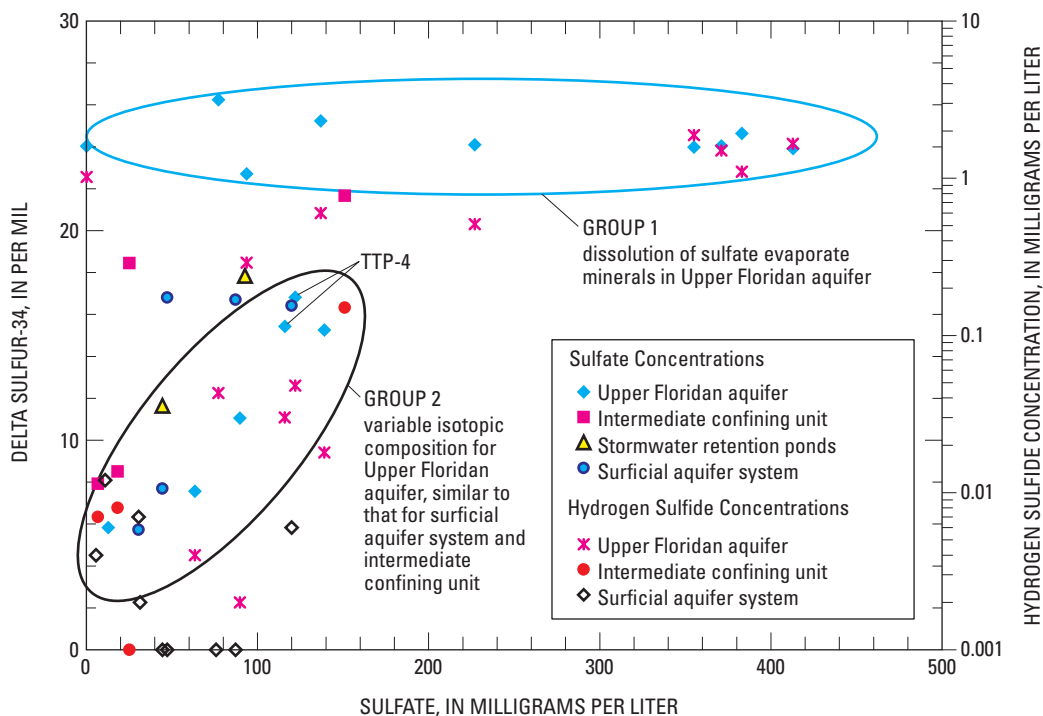 30
20
10
0
DELTA SULFUR-34, IN PER MIL
10
1
0.1
0.01
0.001
HYDROGEN SULFIDE CONCENTRATION, IN MILLIGRAMS PER LITER
0
100
200
300
400
500
SULFATE, IN MILLIGRAMS PER LITER
GROUP 1
dissolution of sulfate evaporate
minerals in Upper Floridan aquifer
TTP-4
GROUP 2
variable isotopic
composition for
Upper Floridan
aquifer, similar to
that for surficial
aquifer system and
intermediate
confining unit
Sulfate Concentrations
Upper Floridan aquifer
Intermediate confining unit
Stormwater retention ponds
Surficial aquifer system
Hydrogen Sulfide Concentrations
Upper Floridan aquifer
Intermediate confining unit
Surficial aquifer system